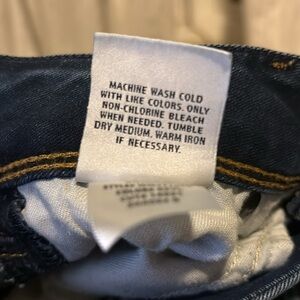 MACHINE WASH COLD
WITH LIKE COLORS. ONLY
NON-CHLORINE BLEACH
WHEN NEEDED. TUMBLE
DRY MEDIUM. WARM IRON
IF NECESSARY.